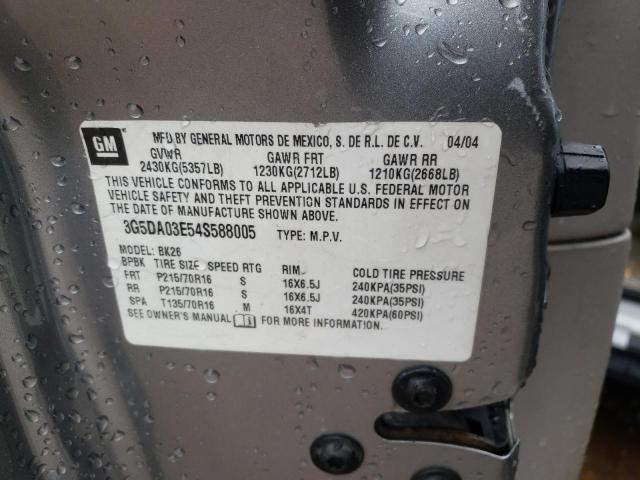 GM
MFD BY GENERAL MOTORS DE MEXICO, S. DE R.L. DE C.V. 04/04
GVWR GAWR FRT GAWR RR
2430KG(5357LB) 1230KG(2712LB) 1210KG(2668LB)
THIS VEHICLE CONFORMS TO ALL APPLICABLE U.S. FEDERAL MOTOR
VEHICLE SAFETY AND THEFT PREVENTION STANDARDS IN EFFECT ON
THE DATE OF MANUFACTURE SHOWN ABOVE.
3G5DA03E54S588005 TYPE: M.P.V.
MODEL: BK26
BPBK TIRE SIZE SPEED RTG RIM COLD TIRE PRESSURE
FRT P215/70R16 S 16X6.5J 240KPA(35PSI)
RR P215/70R16 S 16X6.5J 240KPA(35PSI)
SPA T135/70R16 M 16X4T 420KPA(60PSI)
SEE OWNER'S MANUAL FOR MORE INFORMATION.